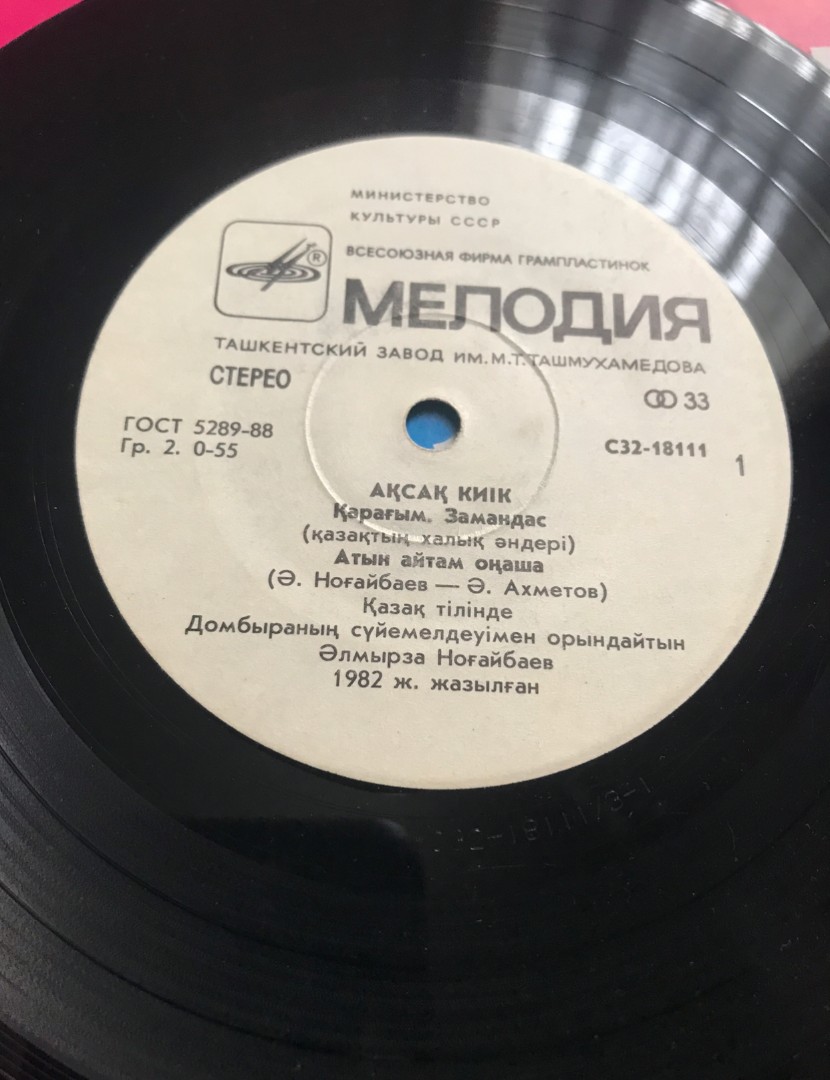 МИНИСТЕРСТВО
КУЛЬТУРЫ СССР
ВСЕСОЮЗНАЯ ФИРМА ГРАМПЛАСТИНОК
®
МЕЛОДИЯ
ТАШКЕНТСКИЙ ЗАВОД ИМ.М.Т.ТАШМУХАМЕДОВА
СТЕРЕО
33
ГОСТ 5289-88
Гр. 2. 0-55
С32-18111
1
АҚСАҚ КИІК
Қарағым. Замандас
(қазақтың халық әндері)
Атын айтам оңаша
(Ә. Ноғайбаев — Ә. Ахметов)
Қазақ тілінде
Домбыраның сүйемелдеуімен орындайтын
Әлмырза Ноғайбаев
1982 ж. жазылған